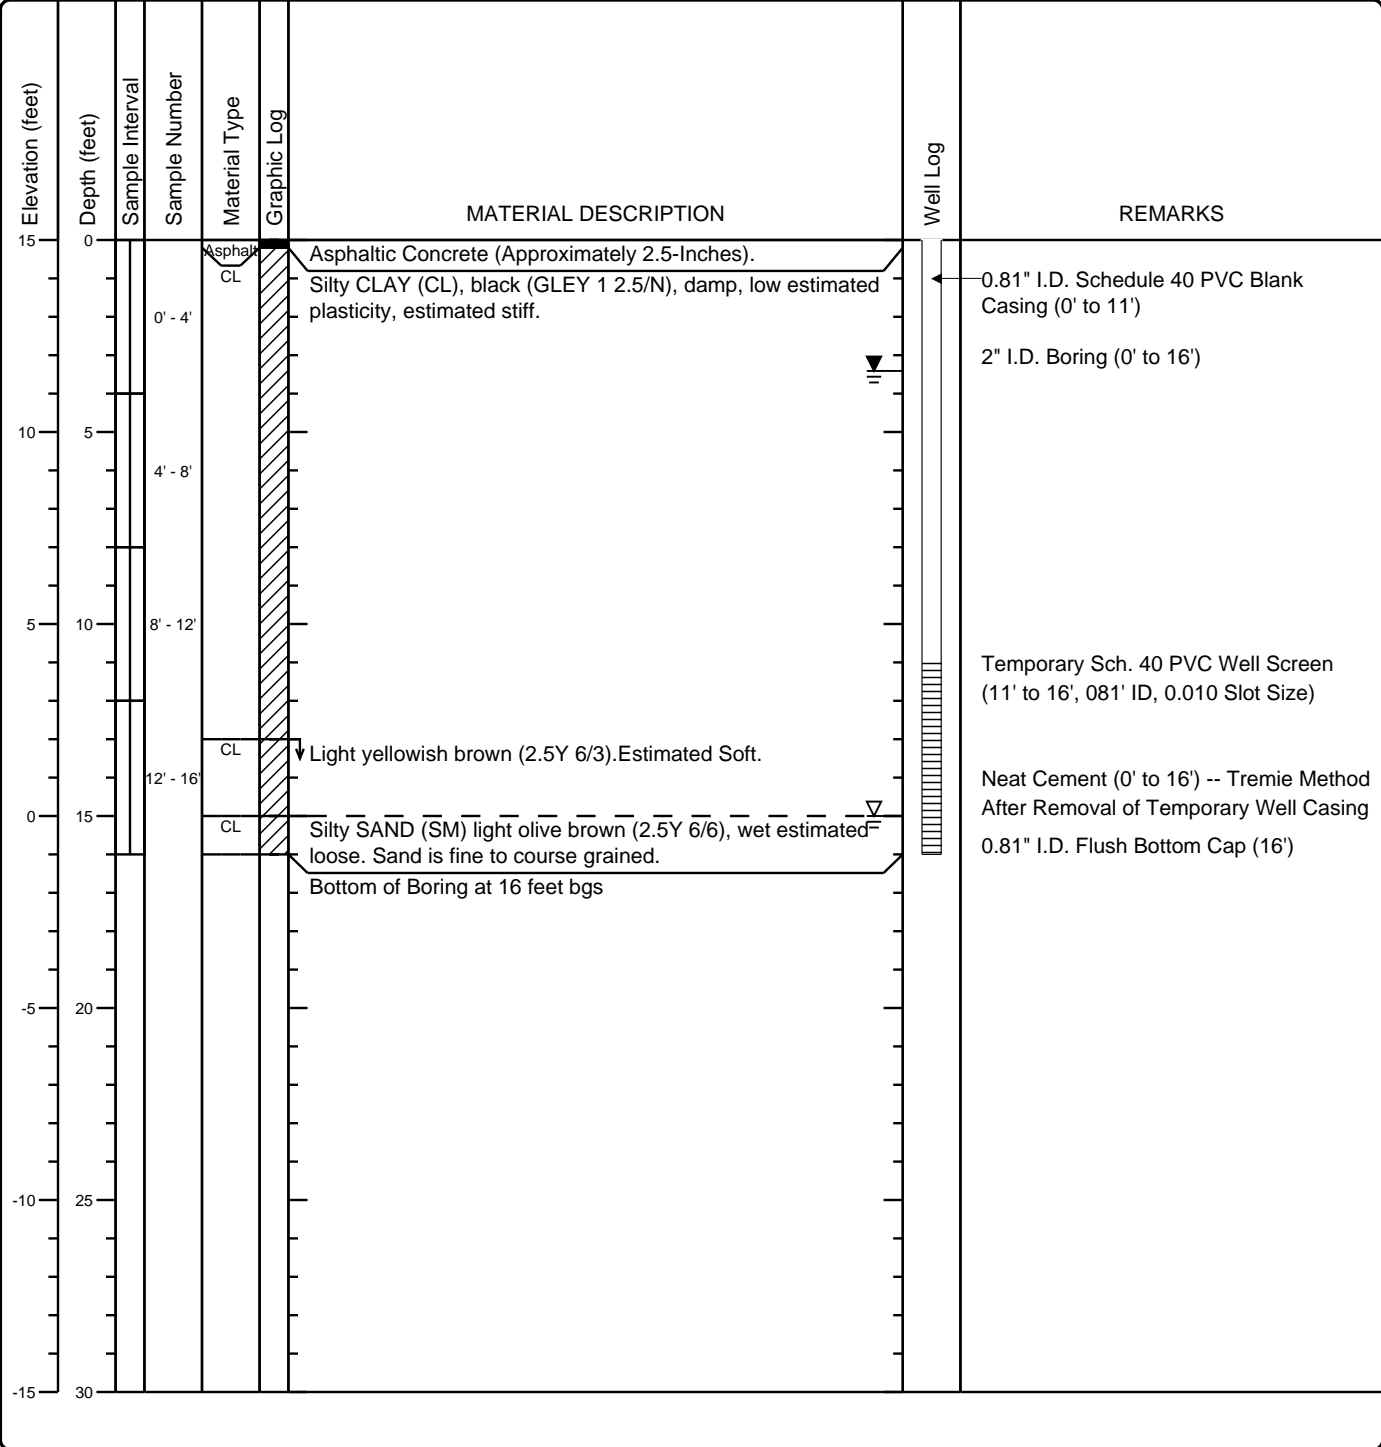 Elevation (feet)
Depth (feet)
Sample Interval
Sample Number
Material Type
Graphic Log
MATERIAL DESCRIPTION
Well Log
REMARKS
15
0
Asphalt
Asphaltic Concrete (Approximately 2.5-Inches).
CL
Silty CLAY (CL), black (GLEY 1 2.5/N), damp, low estimated
plasticity, estimated stiff.
0.81" I.D. Schedule 40 PVC Blank
Casing (0' to 11')
0' - 4'
2" I.D. Boring (0' to 16')
10
5
4' - 8'
5
10
8' - 12'
Temporary Sch. 40 PVC Well Screen
(11' to 16', 081' ID, 0.010 Slot Size)
CL
Light yellowish brown (2.5Y 6/3).Estimated Soft.
12' - 16'
Neat Cement (0' to 16') -- Tremie Method
After Removal of Temporary Well Casing
0
15
CL
Silty SAND (SM) light olive brown (2.5Y 6/6), wet estimated
loose. Sand is fine to course grained.
0.81" I.D. Flush Bottom Cap (16')
Bottom of Boring at 16 feet bgs
-5
20
-10
25
-15
30